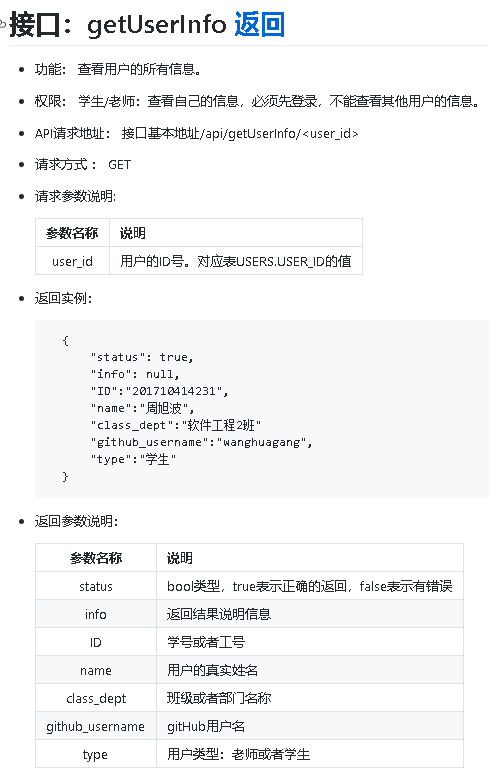 接口：getUserInfo 返回
功能： 查看用户的所有信息。
权限： 学生/老师：查看自己的信息，必须先登录，不能查看其他用户的信息。
API请求地址： 接口基本地址/api/getUserInfo/<user_id>
请求方式 ： GET
请求参数说明:
参数名称 说明
user_id 用户的ID号。对应表USERS.USER_ID的值
返回实例：
{
"status": true,
"info": null,
"ID":"201710414231",
"name":"周旭波",
"class_dept":"软件工程2班"
"github_username":"wanghuagang",
"type":"学生"
}
返回参数说明：
参数名称 说明
status bool类型，true表示正确的返回，false表示有错误
info 返回结果说明信息
ID 学号或者工号
name 用户的真实姓名
class_dept 班级或者部门名称
github_username gitHub用户名
type 用户类型：老师或者学生